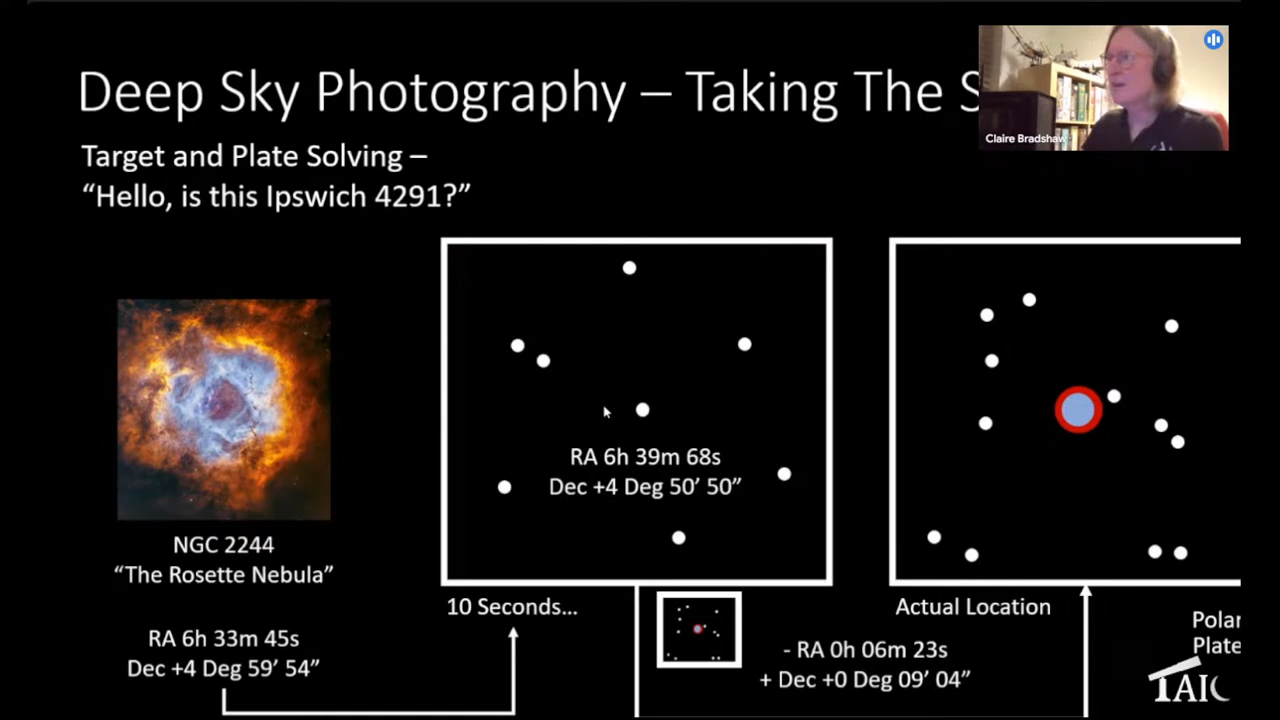 Deep Sky Photography – Taking The S
Claire Bradshaw
Target and Plate Solving –
“Hello, is this Ipswich 4291?”
RA 6h 39m 68s
Dec +4 Deg 50’ 50”
NGC 2244
“The Rosette Nebula”
10 Seconds...
Actual Location
RA 6h 33m 45s
Dec +4 Deg 59’ 54”
- RA 0h 06m 23s
+ Dec +0 Deg 09’ 04”
Polar
Plate
TAIC